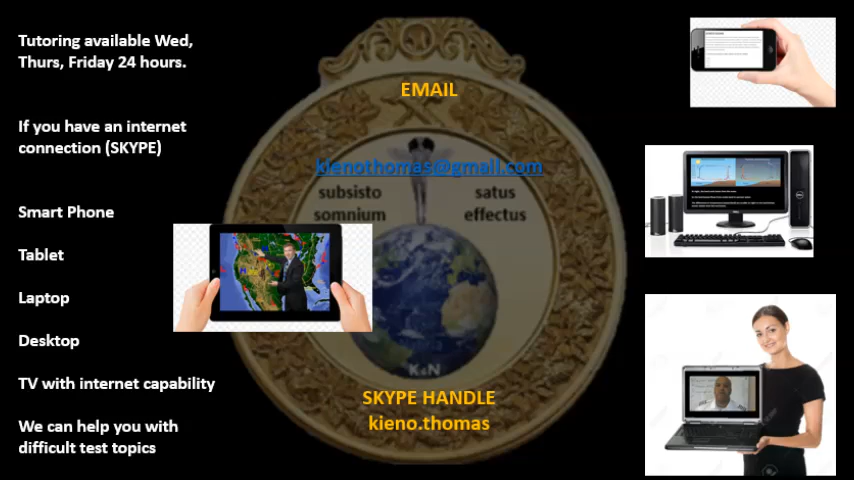 Tutoring available Wed,
Thurs, Friday 24 hours.
If you have an internet
connection (SKYPE)
Smart Phone
Tablet
Laptop
Desktop
TV with internet capability
We can help you with
difficult test topics
EMAIL
kienothomas@gmail.com
subsisto
somnium
satus
effectus
K&N
SKYPE HANDLE
kieno.thomas